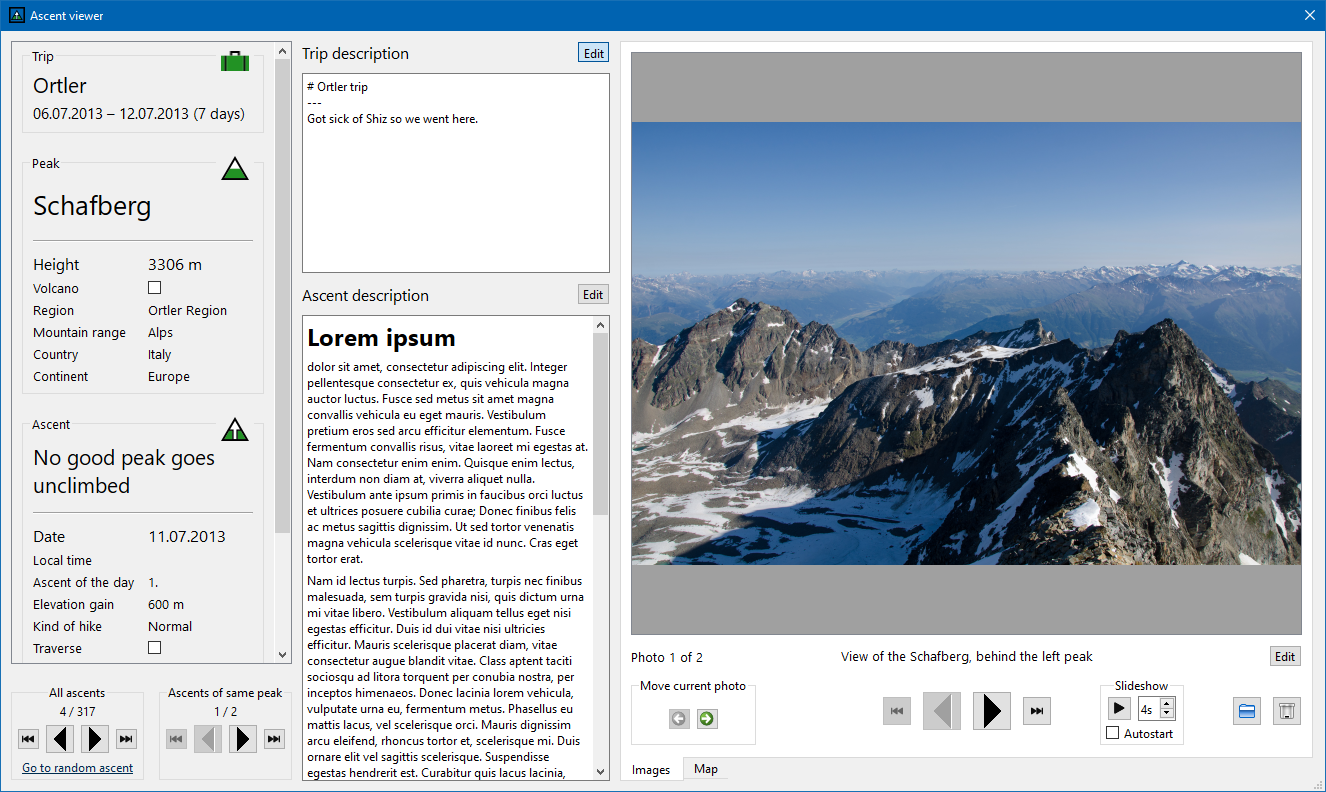 Ascent viewer
Trip
Ortler
06.07.2013 – 12.07.2013 (7 days)
Peak
Schafberg
Height 3306 m
Volcano
Region Ortler Region
Mountain range Alps
Country Italy
Continent Europe
Ascent
No good peak goes
unclimbed
Date 11.07.2013
Local time
Ascent of the day 1.
Elevation gain 600 m
Kind of hike Normal
Traverse
All ascents
4 / 317
Go to random ascent
Ascents of same peak
1 / 2
Trip description Edit
# Ortler trip
---
Got sick of Shiz so we went here.
Ascent description Edit
Lorem ipsum
dolor sit amet, consectetur adipiscing elit. Integer
pellentesque consectetur ex, quis vehicula magna
auctor luctus. Fusce sed metus sit amet magna
convallis vehicula eu eget mauris. Vestibulum
pretium eros sed arcu efficitur elementum. Fusce
fermentum convallis risus, vitae laoreet mi egestas at.
Nam consectetur enim enim. Quisque enim lectus,
interdum non diam at, viverra aliquet nulla.
Vestibulum ante ipsum primis in faucibus orci luctus
et ultrices posuere cubilia curae; Donec finibus felis
ac metus sagittis dignissim. Ut sed tortor venenatis
magna vehicula scelerisque vitae id nunc. Cras eget
tortor erat.
Nam id lectus turpis. Sed pharetra, turpis nec finibus
malesuada, sem turpis gravida nisi, quis dictum urna
mi vitae libero. Vestibulum aliquam tellus eget nisi
egestas efficitur. Duis id dui vitae nisi ultricies
efficitur. Mauris scelerisque placerat diam, vitae
consectetur augue blandit vitae. Class aptent taciti
sociosqu ad litora torquent per conubia nostra, per
inceptos himenaeos. Donec lacinia lorem vehicula,
vulputate urna eu, fermentum metus. Phasellus eu
mattis lacus, vel scelerisque orci. Mauris dignissim
arcu eleifend, rhoncus tortor et, scelerisque mi. Duis
ornare elit vel sagittis scelerisque. Suspendisse
egestas hendrerit est. Curabitur quis lacus lacinia,
Photo 1 of 2
View of the Schafberg, behind the left peak
Edit
Move current photo
Slideshow
4s
Autostart
Images
Map